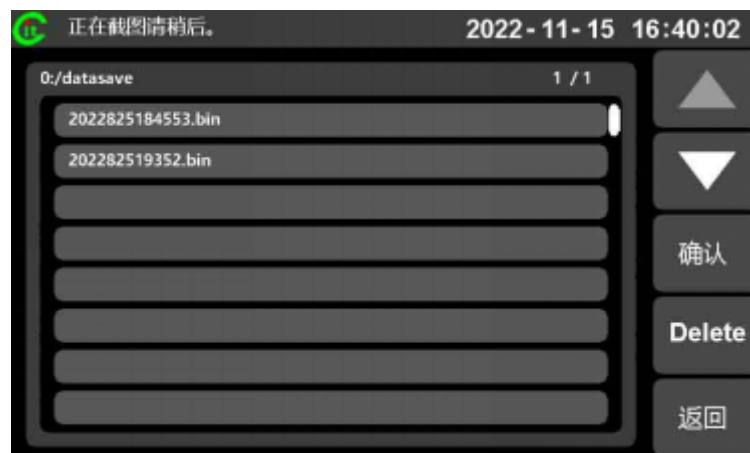 it 正在截图请稍后。 2022-11-15 16:40:02
0:/datasave 1 / 1
2022825184553.bin
202282519352.bin
确认
Delete
返回